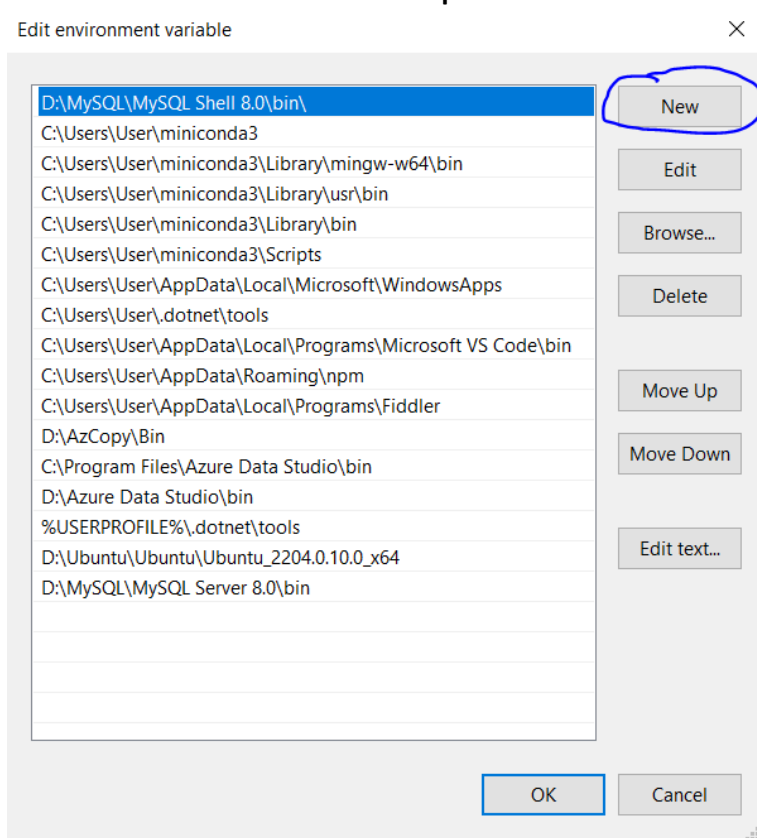 Edit environment variable
D:\MySQL\MySQL Shell 8.0\bin\
C:\Users\User\miniconda3
C:\Users\User\miniconda3\Library\mingw-w64\bin
C:\Users\User\miniconda3\Library\usr\bin
C:\Users\User\miniconda3\Library\bin
C:\Users\User\miniconda3\Scripts
C:\Users\User\AppData\Local\Microsoft\WindowsApps
C:\Users\User\.dotnet\tools
C:\Users\User\AppData\Local\Programs\Microsoft VS Code\bin
C:\Users\User\AppData\Roaming\npm
C:\Users\User\AppData\Local\Programs\Fiddler
D:\AzCopy\Bin
C:\Program Files\Azure Data Studio\bin
D:\Azure Data Studio\bin
%USERPROFILE%\.dotnet\tools
D:\Ubuntu\Ubuntu\Ubuntu_2204.0.10.0_x64
D:\MySQL\MySQL Server 8.0\bin
New
Edit
Browse...
Delete
Move Up
Move Down
Edit text...
OK
Cancel